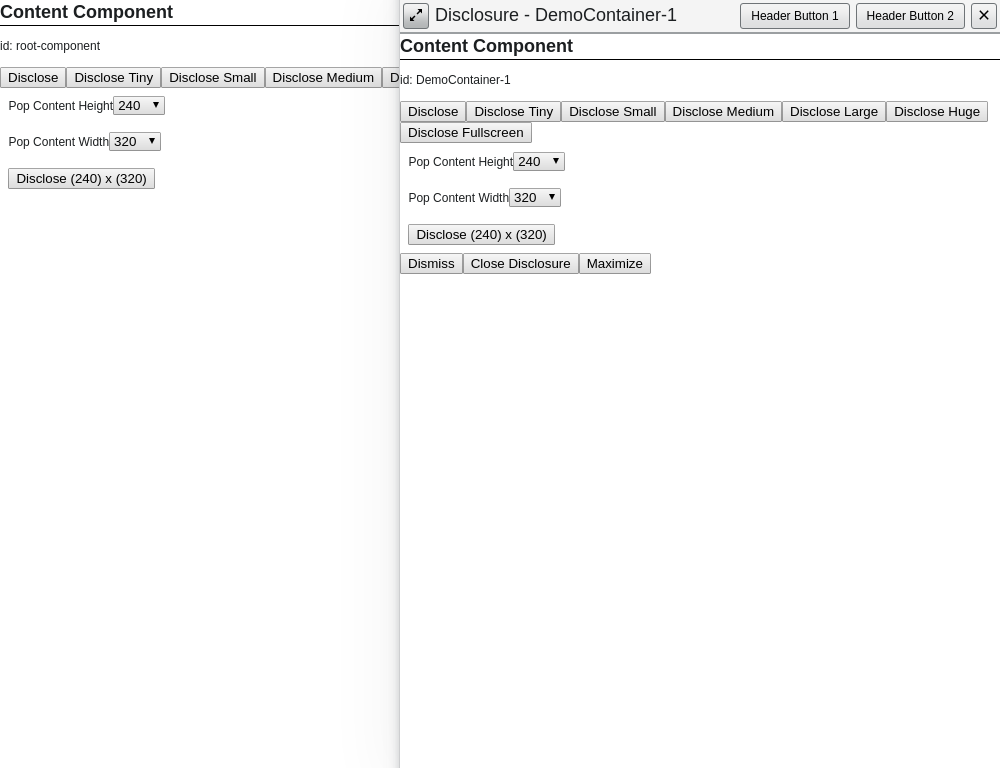 Content Component
id: root-component
Disclose Disclose Tiny Disclose Small Disclose Medium D
Pop Content Height 240
Pop Content Width 320
Disclose (240) x (320)
Disclosure - DemoContainer-1 Header Button 1 Header Button 2 ✕
Content Component
id: DemoContainer-1
Disclose Disclose Tiny Disclose Small Disclose Medium Disclose Large Disclose Huge
Disclose Fullscreen
Pop Content Height 240
Pop Content Width 320
Disclose (240) x (320)
Dismiss Close Disclosure Maximize